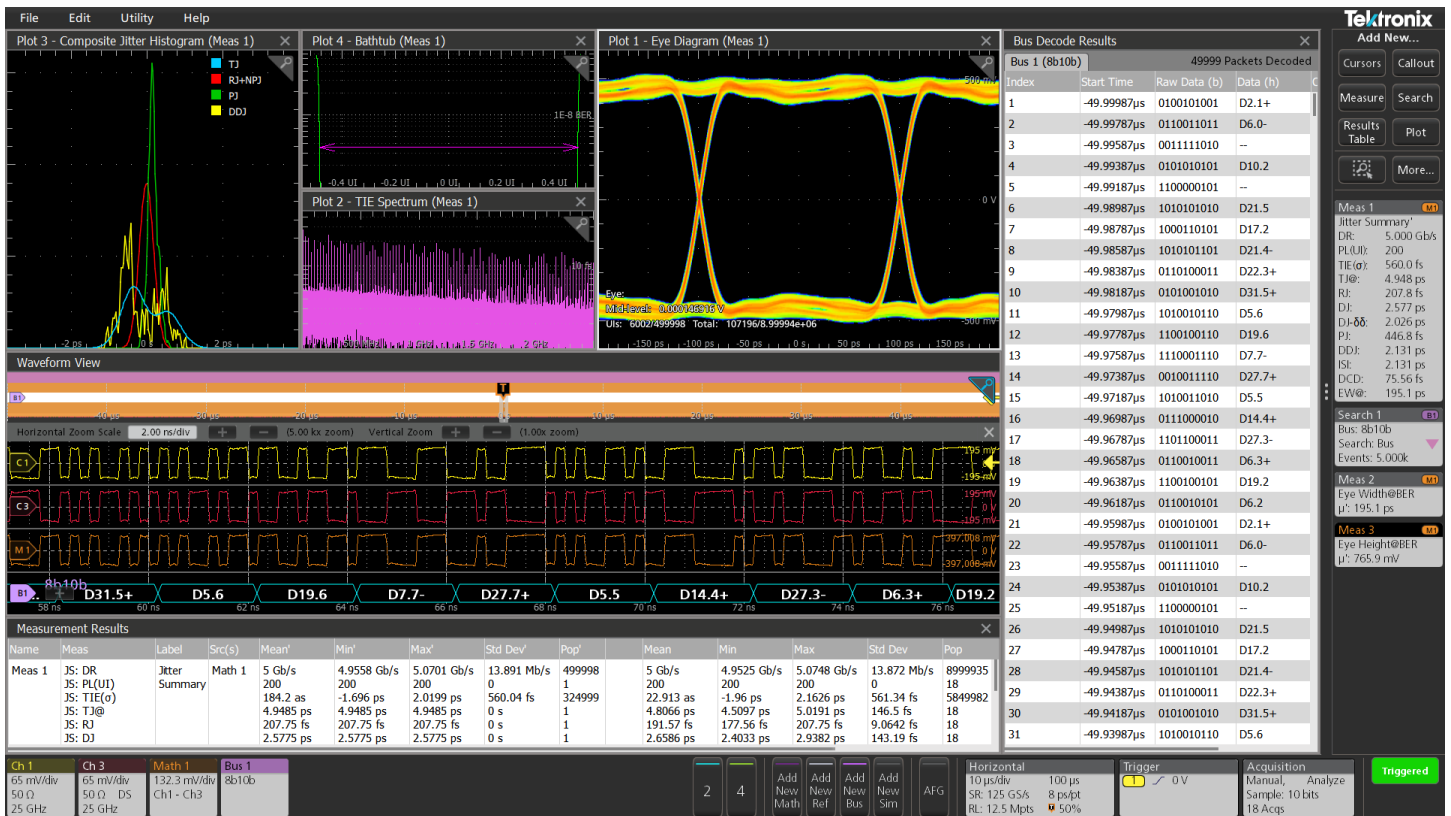 File Edit Utility Help
Tektronix
Plot 3 - Composite Jitter Histogram (Meas 1)
TJ
RJ+NPJ
PJ
DDJ
-2 ps 0 s 2 ps
Plot 4 - Bathtub (Meas 1)
1E-8 BER
-0.4 UI -0.2 UI 0 UI 0.2 UI 0.4 UI
Plot 2 - TIE Spectrum (Meas 1)
10 fs
Plot 1 - Eye Diagram (Meas 1)
500 mV
0 V
-500 mV
Eye:
Mid-level:
UIs: 6002/499998 Total: 107196/8.99994e+06
-150 ps -100 ps -50 ps 0 s 50 ps 100 ps 150 ps
Bus Decode Results
Bus 1 (8b10b) 49999 Packets Decoded
Index Start Time Raw Data (b) Data (h)
1 -49.99987µs 0100101001 D2.1+
2 -49.99787µs 0110011011 D6.0-
3 -49.99587µs 0011111010 --
4 -49.99387µs 0101010101 D10.2
5 -49.99187µs 1100000101 --
6 -49.98987µs 1010101010 D21.5
7 -49.98787µs 1000110101 D17.2
8 -49.98587µs 1010101101 D21.4-
9 -49.98387µs 0110100011 D22.3+
10 -49.98187µs 0101001010 D31.5+
11 -49.97987µs 1010010110 D5.6
12 -49.97787µs 1100100110 D19.6
13 -49.97587µs 1110001110 D7.7-
14 -49.97387µs 0010011110 D27.7+
15 -49.97187µs 1010011010 D5.5
16 -49.96987µs 0111000010 D14.4+
17 -49.96787µs 1101100011 D27.3-
18 -49.96587µs 0110010011 D6.3+
19 -49.96387µs 1100100101 D19.2
20 -49.96187µs 0110010101 D6.2
21 -49.95987µs 0100101001 D2.1+
22 -49.95787µs 0110011011 D6.0-
23 -49.95587µs 0011111010 --
24 -49.95387µs 0101010101 D10.2
25 -49.95187µs 1100000101 --
26 -49.94987µs 1010101010 D21.5
27 -49.94787µs 1000110101 D17.2
28 -49.94587µs 1010101101 D21.4-
29 -49.94387µs 0110100011 D22.3+
30 -49.94187µs 0101001010 D31.5+
31 -49.93987µs 1010010110 D5.6
Add New...
Cursors Callout
Measure Search
Results Table Plot
More...
Meas 1 M1
Jitter Summary'
DR: 5.000 Gb/s
PL(UI): 200
TIE(σ): 560.0 fs
TJ@: 4.948 ps
RJ: 207.8 fs
DJ: 2.577 ps
DJ-δδ: 2.026 ps
PJ: 446.8 fs
DDJ: 2.131 ps
ISI: 2.131 ps
DCD: 75.56 fs
EW@: 195.1 ps
Search 1 B1
Bus: 8b10b
Search: Bus
Events: 5.000k
Meas 2 M1
Eye Width@BER
µ': 195.1 ps
Meas 3 M1
Eye Height@BER
µ': 765.9 mV
Waveform View
B1
T
Horizontal Zoom Scale 2.00 ns/div + − (5.00 kx zoom) Vertical Zoom + − (1.00x zoom)
C1
195 mV
-195 mV
C3
195 mV
0 V
-195 mV
M1
397.008 mV
0 V
-397.008 mV
8b10b
B1 D31.5+ D5.6 D19.6 D7.7- D27.7+ D5.5 D14.4+ D27.3- D6.3+ D19.2
58 ns 60 ns 62 ns 64 ns 66 ns 68 ns 70 ns 72 ns 74 ns 76 ns
Measurement Results
Name Meas Label Src(s) Mean' Min' Max' Std Dev' Pop' Mean Min Max Std Dev Pop
Meas 1 JS: DR Jitter Math 1 5 Gb/s 4.9558 Gb/s 5.0701 Gb/s 13.891 Mb/s 499998 5 Gb/s 4.9525 Gb/s 5.0748 Gb/s 13.872 Mb/s 8999935
JS: PL(UI) Summary 200 200 200 0 1 200 200 200 0 18
JS: TIE(σ) 184.2 as -1.696 ps 2.0199 ps 560.04 fs 324999 22.913 as -1.96 ps 2.1626 ps 561.34 fs 5849982
JS: TJ@ 4.9485 ps 4.9485 ps 4.9485 ps 0 s 1 4.8066 ps 4.5097 ps 5.0191 ps 146.5 fs 18
JS: RJ 207.75 fs 207.75 fs 207.75 fs 0 s 1 191.57 fs 177.56 fs 207.75 fs 9.0642 fs 18
JS: DJ 2.5775 ps 2.5775 ps 2.5775 ps 0 s 1 2.6586 ps 2.4033 ps 2.9382 ps 143.19 fs 18
Ch 1
65 mV/div
50 Ω
25 GHz
Ch 3
65 mV/div
50 Ω DS
25 GHz
Math 1
132.3 mV/div
Ch1 - Ch3
Bus 1
8b10b
2 4
Add New Math
Add New Ref
Add New Bus
Add New Sim
AFG
Horizontal
10 µs/div 100 µs
SR: 125 GS/s 8 ps/pt
RL: 12.5 Mpts 50%
Trigger
1 0 V
Acquisition
Manual, Analyze
Sample: 10 bits
18 Acqs
Triggered